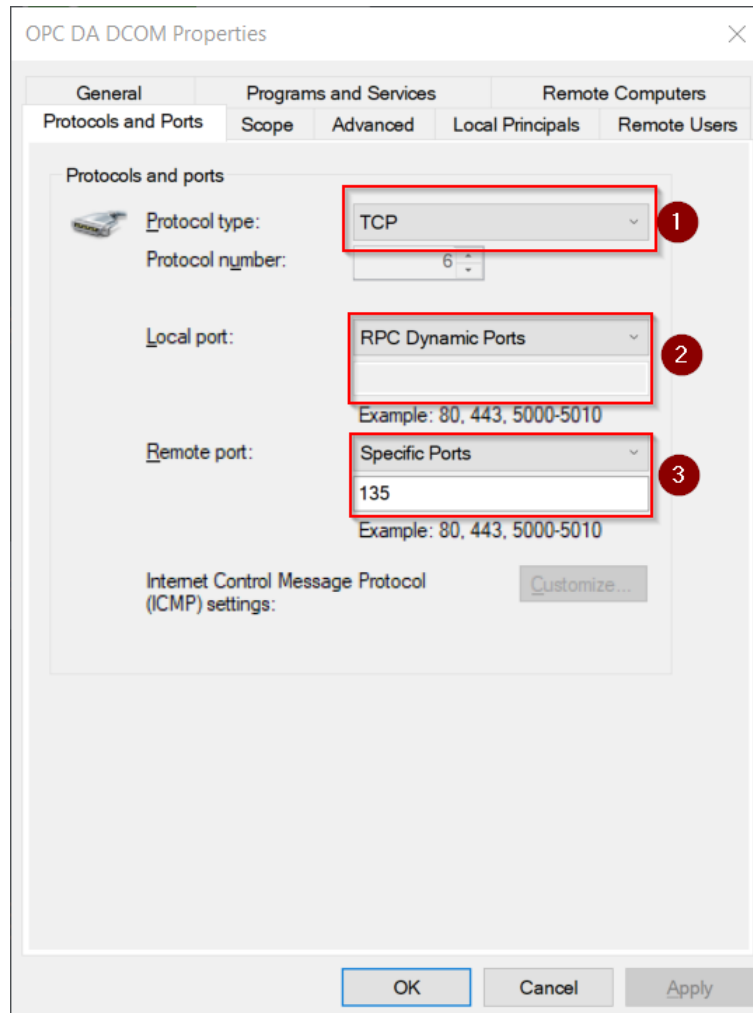 OPC DA DCOM Properties
General Programs and Services Remote Computers
Protocols and Ports Scope Advanced Local Principals Remote Users
Protocols and ports
Protocol type: TCP 1
Protocol number: 6
Local port: RPC Dynamic Ports 2
Example: 80, 443, 5000-5010
Remote port: Specific Ports 3
135
Example: 80, 443, 5000-5010
Internet Control Message Protocol Customize...
(ICMP) settings:
OK Cancel Apply